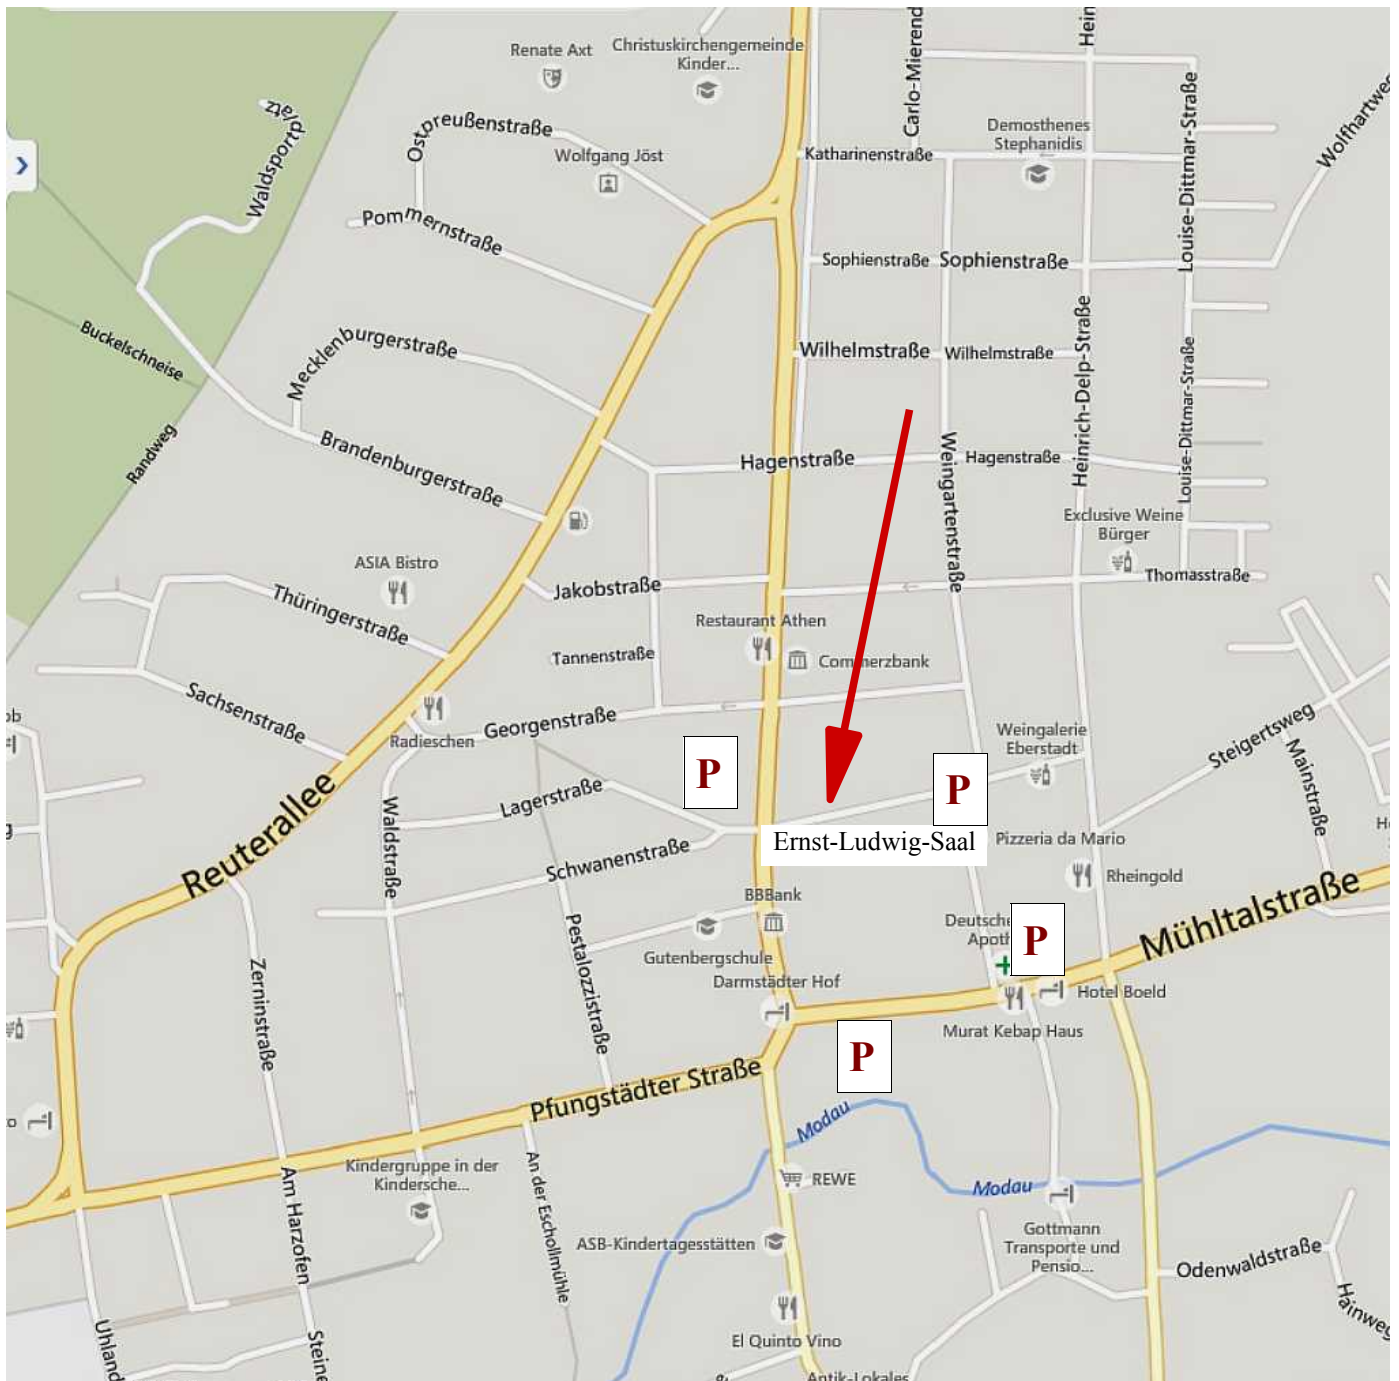 Renate Axt
Christuskirchengemeinde
Kinder...
Carlo-Mierend
Hein
Waldsportplatz
Ostpreußenstraße
Wolfgang Jöst
Katharinenstraße
Demosthenes
Stephanidis
Louise-Dittmar-Straße
Wolfhartweg
Pommernstraße
Sophienstraße
Sophienstraße
Buckelschneise
Mecklenburgerstraße
Wilhelmstraße
Wilhelmstraße
Heinrich-Delp-Straße
Louise-Dittmar-Straße
Randweg
Brandenburgerstraße
Hagenstraße
Weingartenstraße
Hagenstraße
Exclusive Weine
Bürger
ASIA Bistro
Thüringerstraße
Jakobstraße
Thomasstraße
Restaurant Athen
Tannenstraße
Commerzbank
Sachsenstraße
Radieschen
Georgenstraße
Weingalerie
Eberstadt
Steigertsweg
Mainstraße
ob
P
P
Reuterallee
Waldstraße
Lagerstraße
Ernst-Ludwig-Saal
Pizzeria da Mario
Schwanenstraße
Rheingold
BBBank
Mühltalstraße
Pestalozzistraße
Gutenbergschule
Deutsche
Apoth
P
Zerninstraße
Darmstädter Hof
Hotel Boeld
Murat Kebap Haus
P
Pfungstädter Straße
Modau
Kindergruppe in der
Kindersche...
Am Harzofen
An der Eschollmühle
REWE
Modau
ASB-Kindertagesstätten
Gottmann
Transporte und
Pensio...
Odenwaldstraße
Hainweg
Uhland
Steine
El Quinto Vino
Antik-Lokales